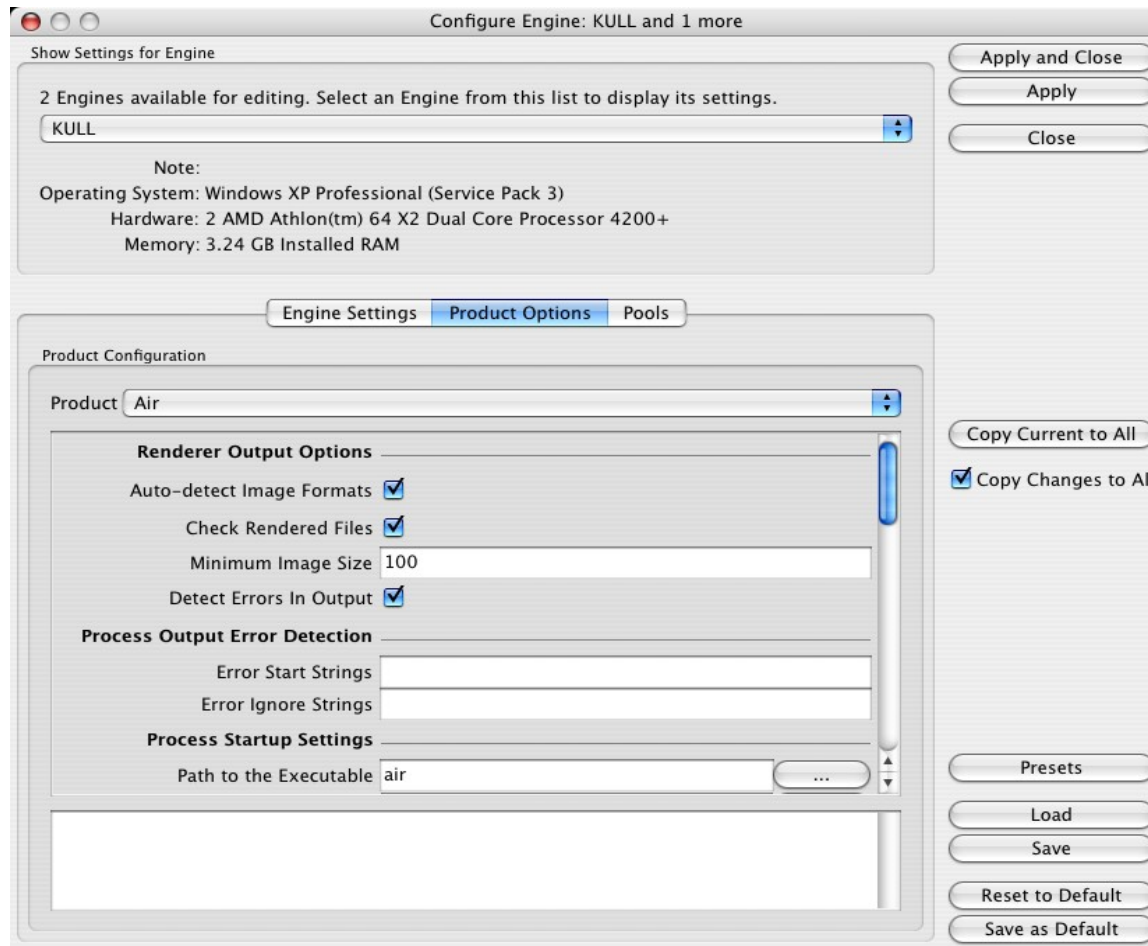 Configure Engine: KULL and 1 more
Show Settings for Engine
2 Engines available for editing. Select an Engine from this list to display its settings.
KULL
Note:
Operating System: Windows XP Professional (Service Pack 3)
Hardware: 2 AMD Athlon(tm) 64 X2 Dual Core Processor 4200+
Memory: 3.24 GB Installed RAM
Apply and Close
Apply
Close
Engine Settings
Product Options
Pools
Product Configuration
Product
Air
Renderer Output Options
Auto-detect Image Formats
Check Rendered Files
Minimum Image Size 100
Detect Errors In Output
Process Output Error Detection
Error Start Strings
Error Ignore Strings
Process Startup Settings
Path to the Executable air
...
Copy Current to All
Copy Changes to Al
Presets
Load
Save
Reset to Default
Save as Default